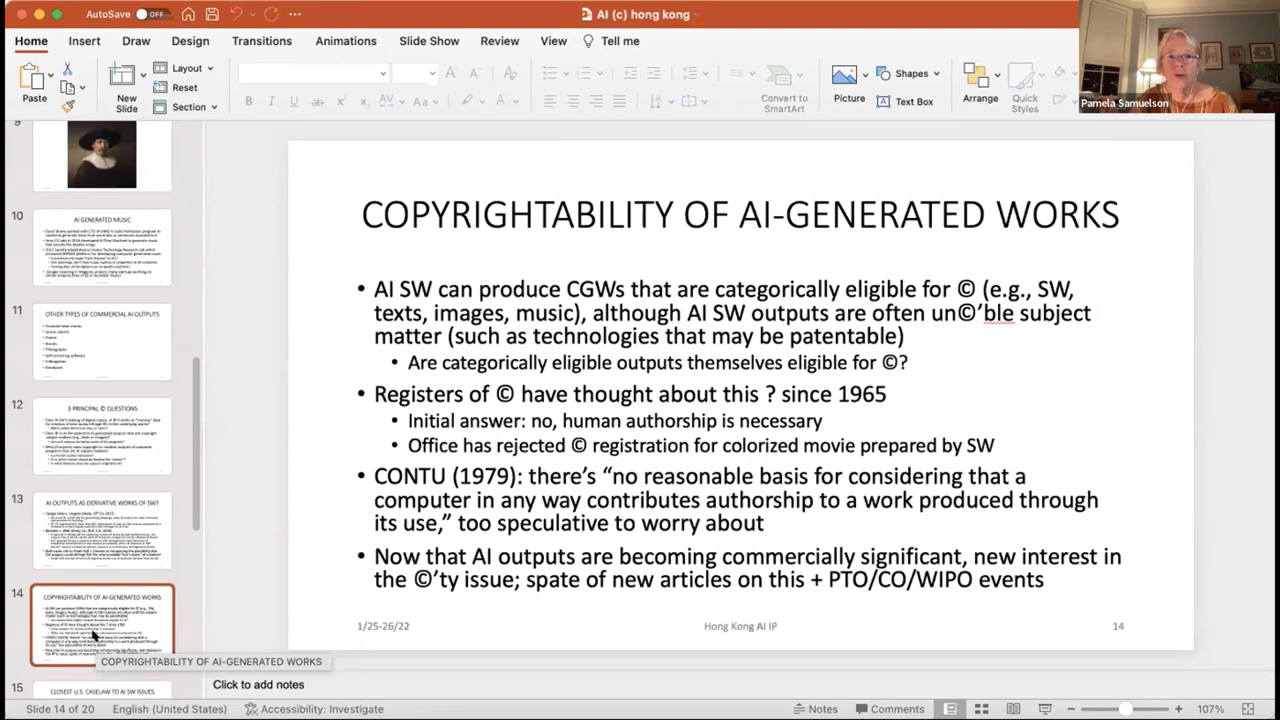 AutoSave OFF
AI (c) hong kong
Home Insert Draw Design Transitions Animations Slide Show Review View Tell me
Paste
New Slide
Layout
Reset
Section
Convert to SmartArt
Picture
Shapes
Text Box
Arrange
Quick Styles
Pamela Samuelson
9
10
AI GENERATED MUSIC
11
OTHER TYPES OF COMMERCIAL AI OUTPUTS
12
3 PRINCIPAL © QUESTIONS
13
AI OUTPUTS AS DERIVATIVE WORKS OF SW?
14
COPYRIGHTABILITY OF AI-GENERATED WORKS
COPYRIGHTABILITY OF AI-GENERATED WORKS
15
CLOSEST U.S. CASELAW TO AI SW ISSUES
COPYRIGHTABILITY OF AI-GENERATED WORKS
• AI SW can produce CGWs that are categorically eligible for © (e.g., SW,
texts, images, music), although AI SW outputs are often un©’ble subject
matter (such as technologies that may be patentable)
• Are categorically eligible outputs themselves eligible for ©?
• Registers of © have thought about this ? since 1965
• Initial answer: no, human authorship is necessary
• Office has rejected © registration for colorized movie prepared by SW
• CONTU (1979): there’s “no reasonable basis for considering that a
computer in any way contributes authorship to a work produced through
its use,” too speculative to worry about
• Now that AI outputs are becoming commercially significant, new interest in
the ©’ty issue; spate of new articles on this + PTO/CO/WIPO events
1/25-26/22 Hong Kong AI IP 14
Click to add notes
Slide 14 of 20 English (United States) Accessibility: Investigate Notes Comments 107%